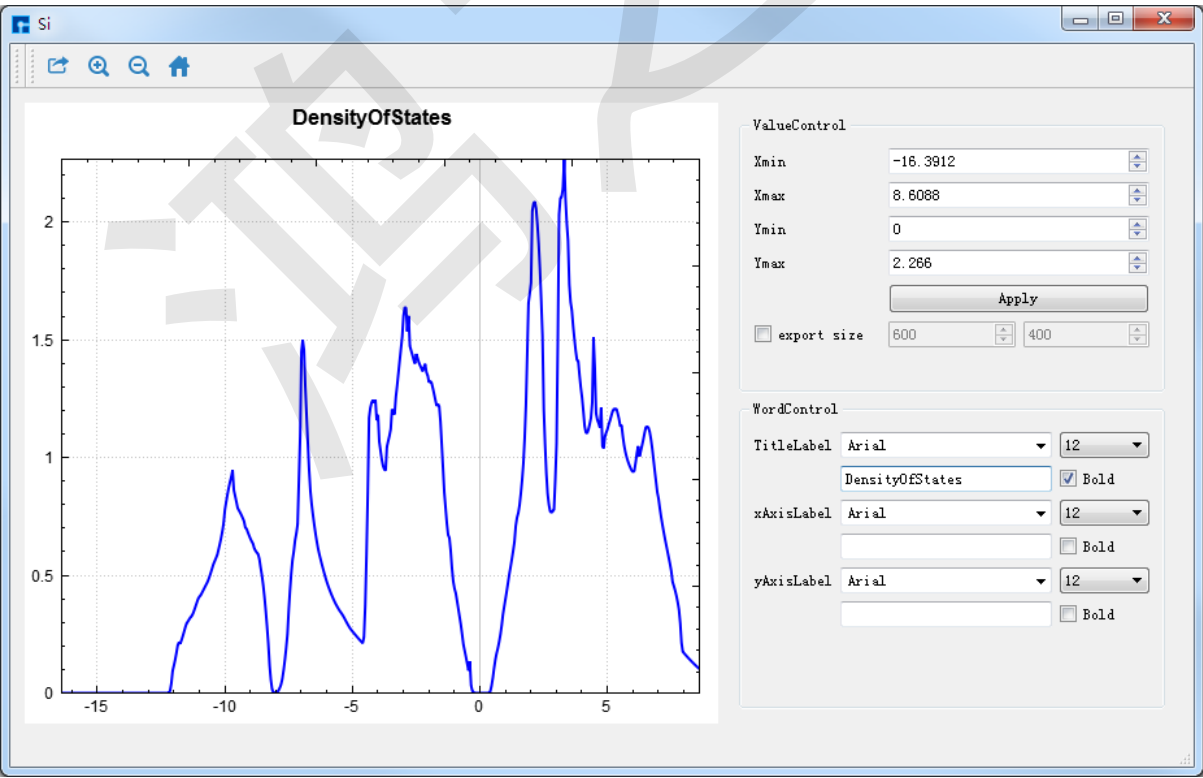 Si
DensityOfStates
2
1.5
1
0.5
0
-15 -10 -5 0 5
ValueControl
Xmin -16.3912
Xmax 8.6088
Ymin 0
Ymax 2.266
Apply
export size 600 400
WordControl
TitleLabel Arial 12
DensityOfStates Bold
xAxisLabel Arial 12
Bold
yAxisLabel Arial 12
Bold